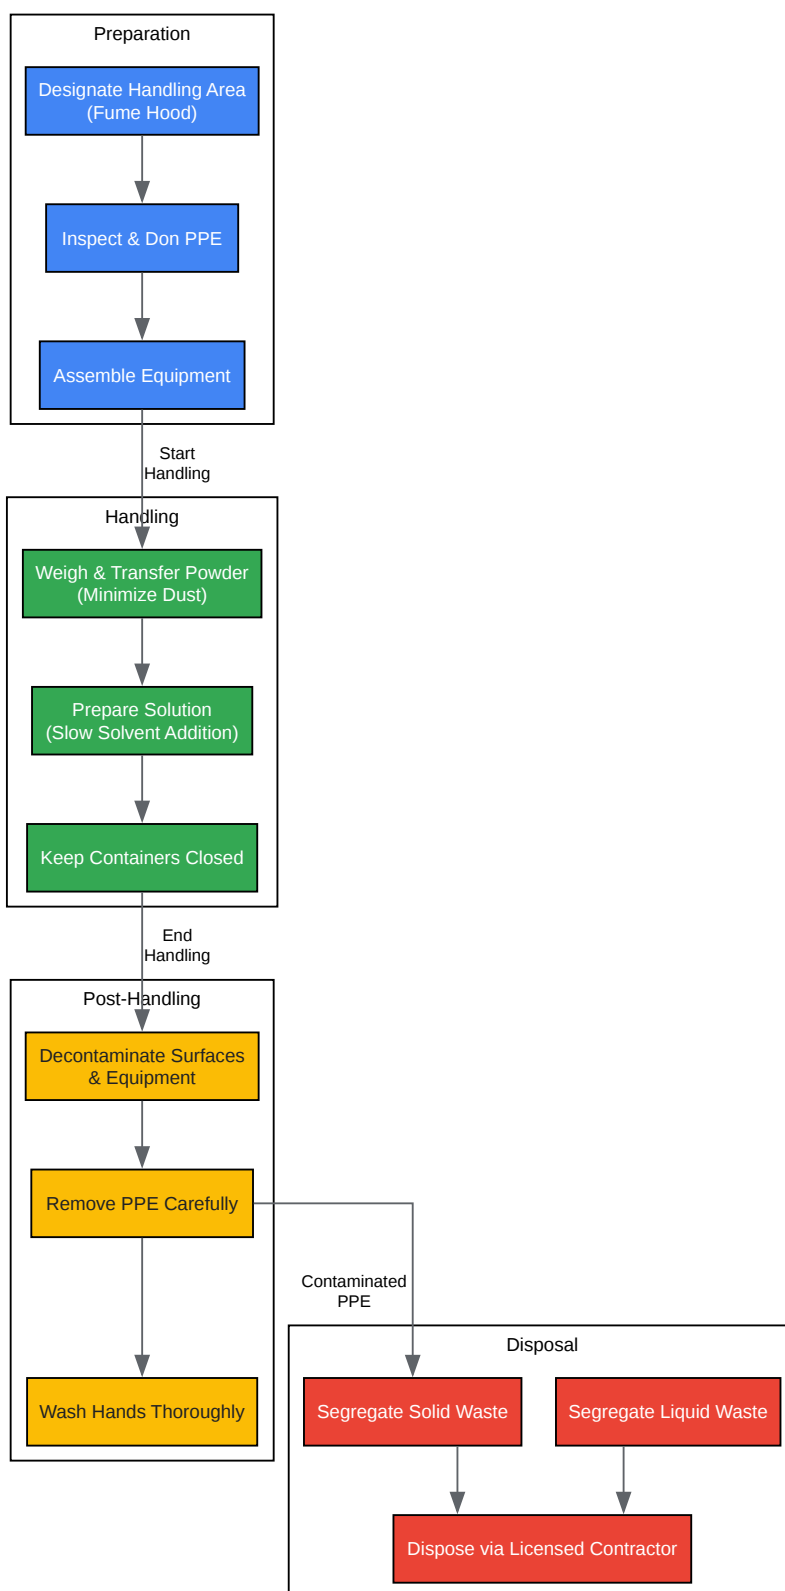 Preparation
Designate Handling Area
(Fume Hood)
Inspect & Don PPE
Assemble Equipment
Start
Handling
Handling
Weigh & Transfer Powder
(Minimize Dust)
Prepare Solution
(Slow Solvent Addition)
Keep Containers Closed
End
Handling
Post-Handling
Decontaminate Surfaces
& Equipment
Remove PPE Carefully
Contaminated
PPE
Wash Hands Thoroughly
Disposal
Segregate Solid Waste
Segregate Liquid Waste
Dispose via Licensed Contractor